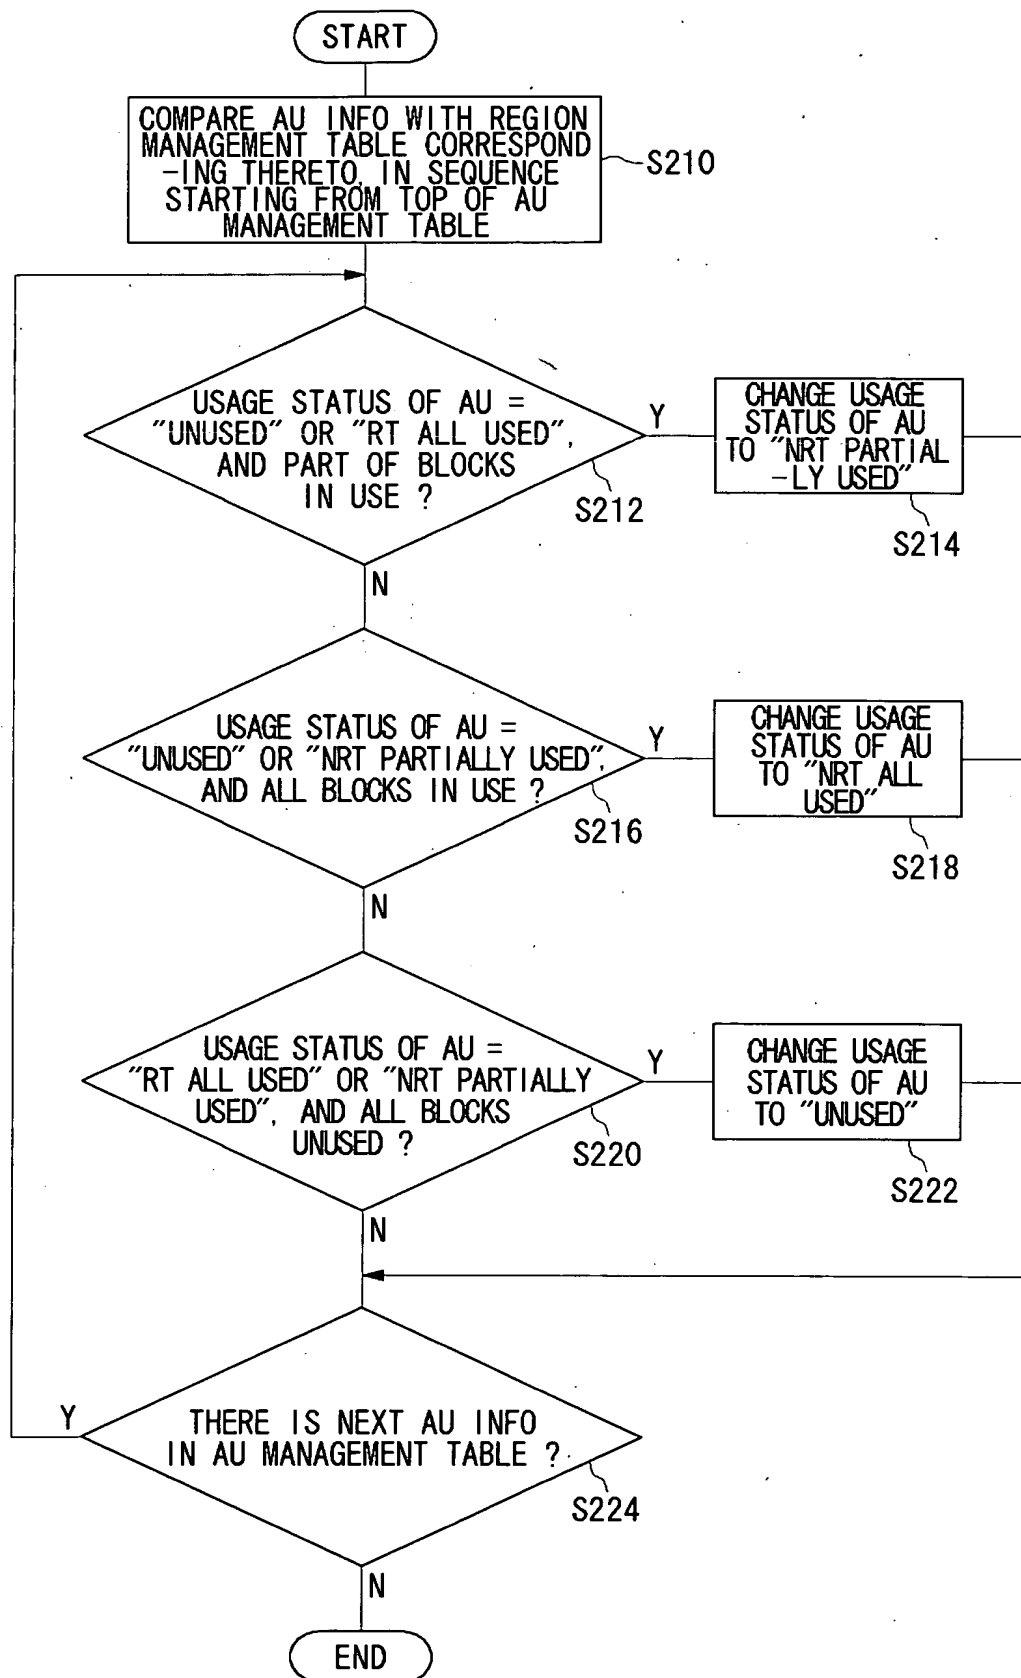 START
COMPARE AU INFO WITH REGION
MANAGEMENT TABLE CORRESPOND
-ING THERETO, IN SEQUENCE
STARTING FROM TOP OF AU
MANAGEMENT TABLE
S210
USAGE STATUS OF AU =
"UNUSED" OR "RT ALL USED",
AND PART OF BLOCKS
IN USE ?
S212
Y
N
CHANGE USAGE
STATUS OF AU
TO "NRT PARTIAL
-LY USED"
S214
USAGE STATUS OF AU =
"UNUSED" OR "NRT PARTIALLY USED",
AND ALL BLOCKS IN USE ?
S216
Y
N
CHANGE USAGE
STATUS OF AU
TO "NRT ALL
USED"
S218
USAGE STATUS OF AU =
"RT ALL USED" OR "NRT PARTIALLY
USED", AND ALL BLOCKS
UNUSED ?
S220
Y
N
CHANGE USAGE
STATUS OF AU
TO "UNUSED"
S222
Y
THERE IS NEXT AU INFO
IN AU MANAGEMENT TABLE ?
S224
N
END